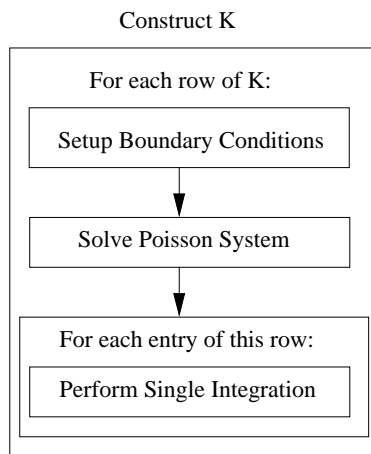 Construct K
For each row of K:
Setup Boundary Conditions
Solve Poisson System
For each entry of this row:
Perform Single Integration